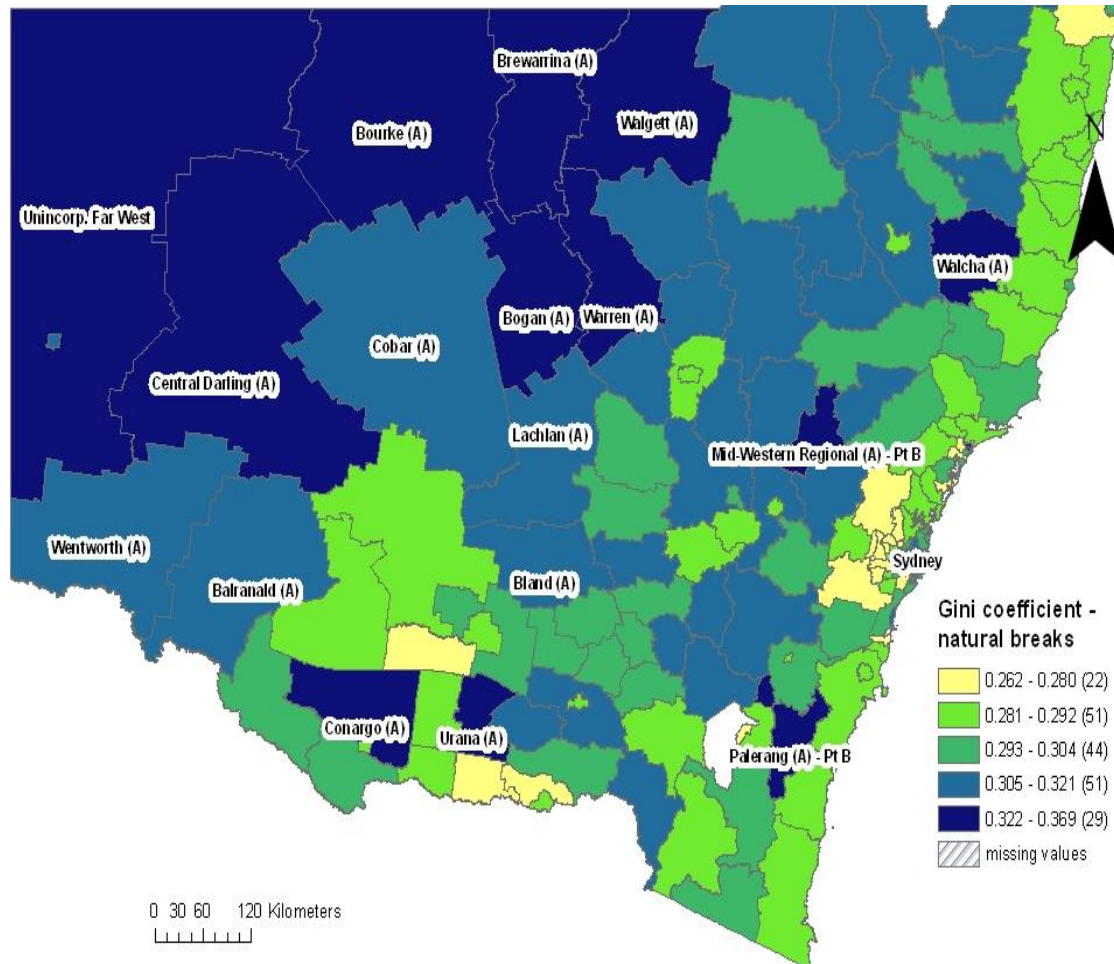 Brewarrina (A)
Bourke (A)
Walgett (A)
N
Unincorp. Far West
Walcha (A)
Bogan (A)
Warren (A)
Cobar (A)
Central Darling (A)
Lachlan (A)
Mid-Western Regional (A) - Pt B
Wentworth (A)
Sydney
Balranald (A)
Bland (A)
Conargo (A)
Urana (A)
Palerang (A) - Pt B
Gini coefficient -
natural breaks
0.262 - 0.280 (22)
0.281 - 0.292 (51)
0.293 - 0.304 (44)
0.305 - 0.321 (51)
0.322 - 0.369 (29)
missing values
0 30 60 120 Kilometers